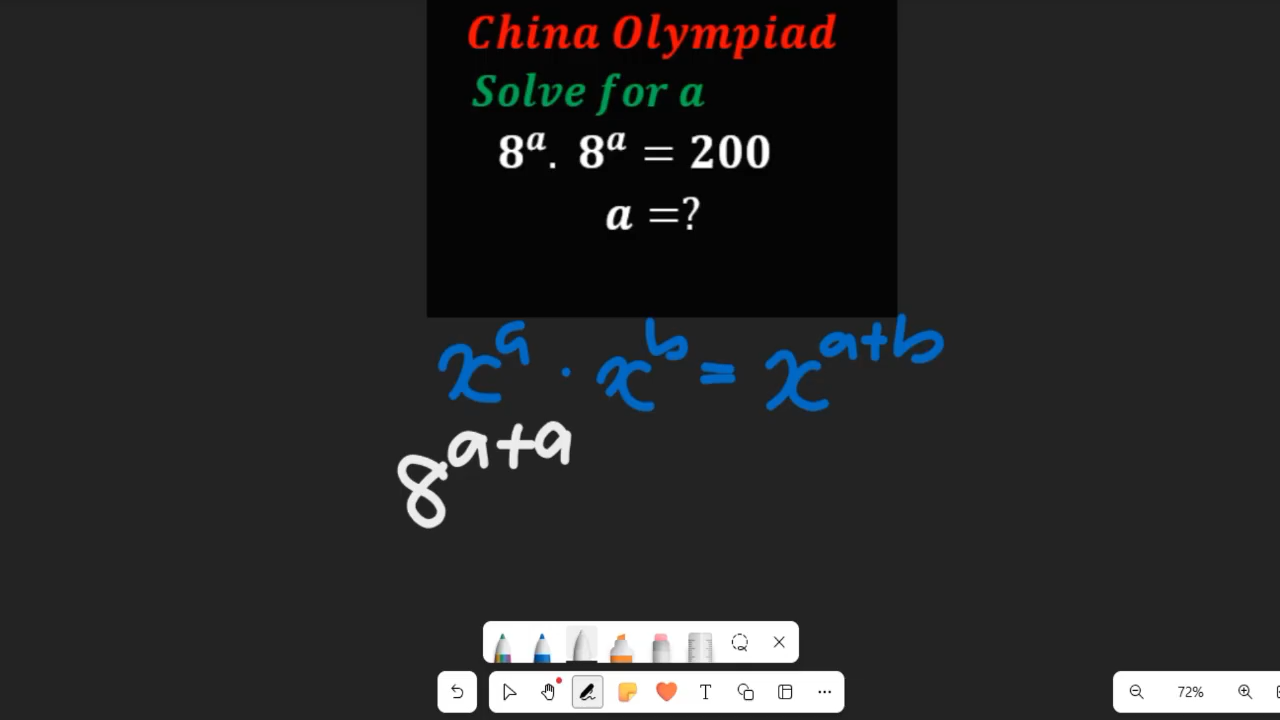 China Olympiad
Solve for a
8ᵃ. 8ᵃ = 200
a =?
xᵃ · xᵇ = xᵃ⁺ᵇ
8ᵃ⁺ᵃ
T
72%